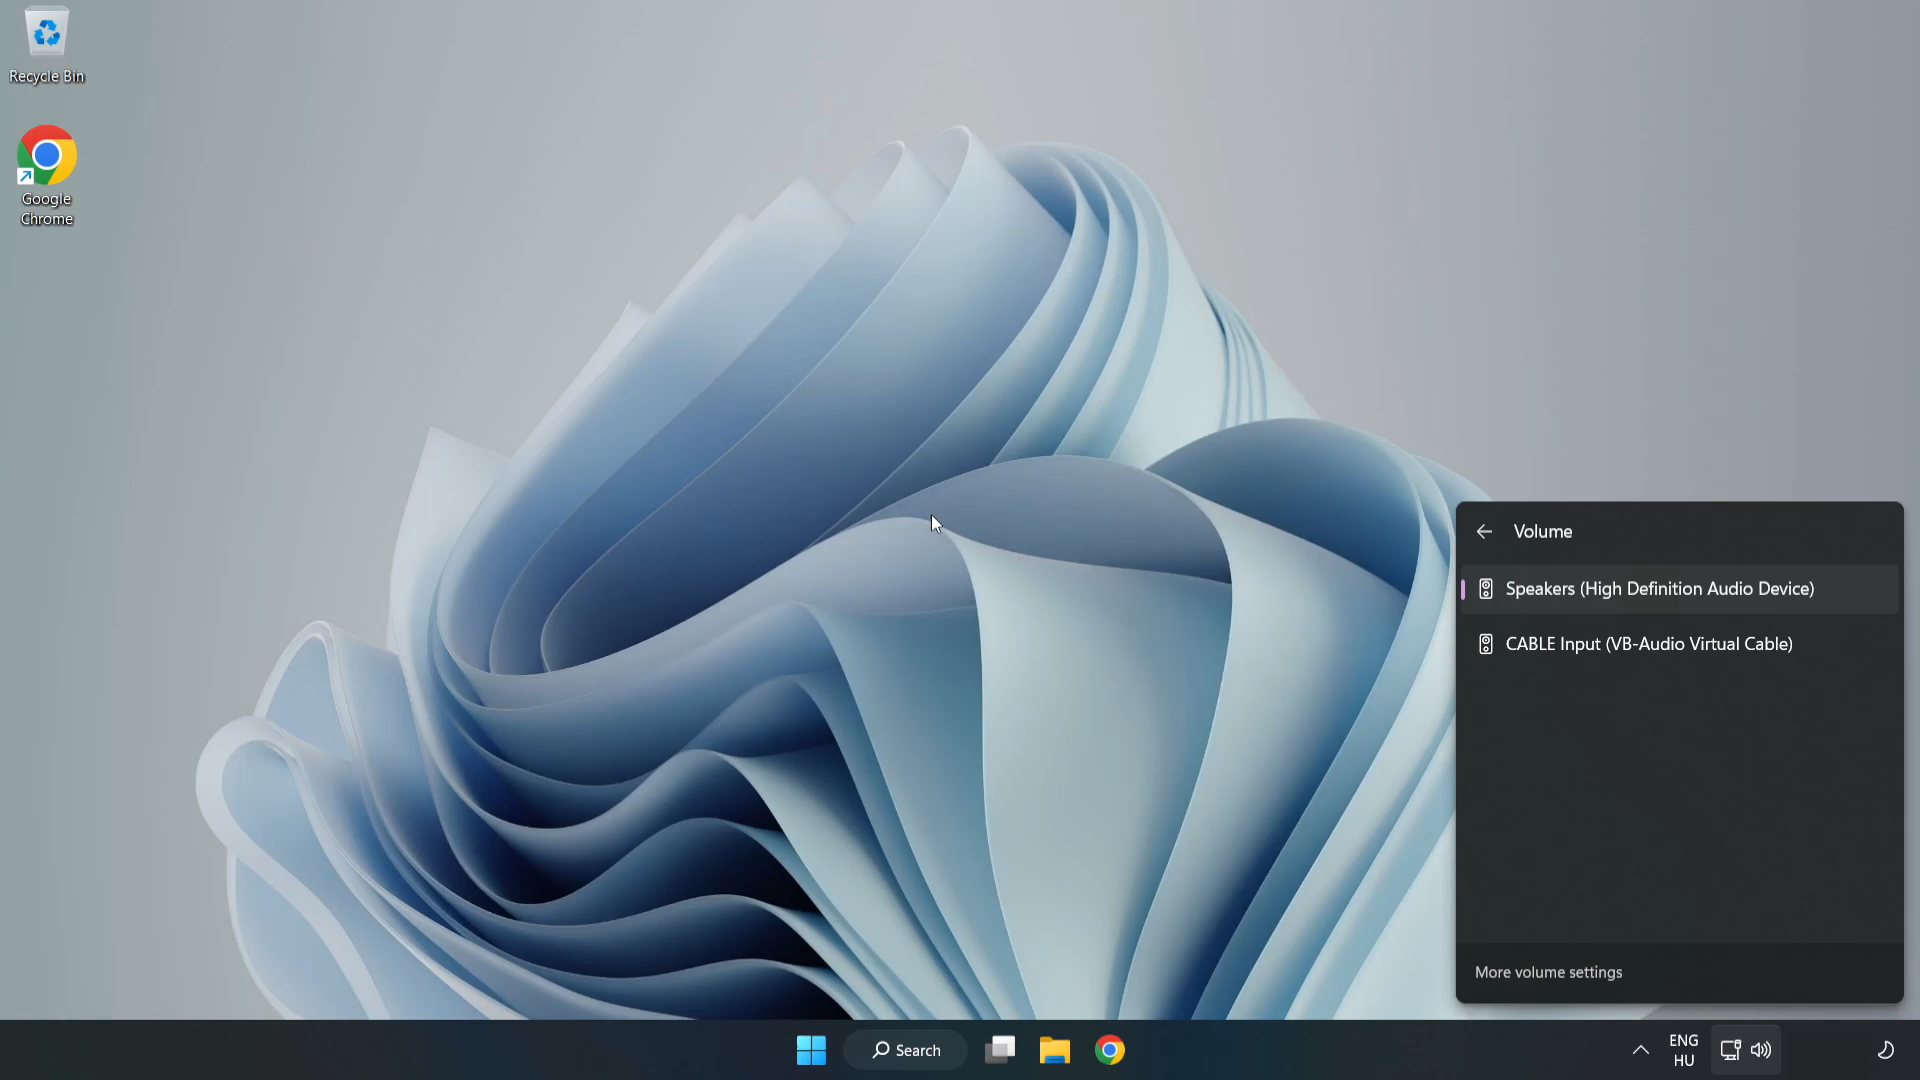 Recycle Bin
Google
Chrome
Volume
Speakers (High Definition Audio Device)
CABLE Input (VB-Audio Virtual Cable)
More volume settings
Search
ENG
HU